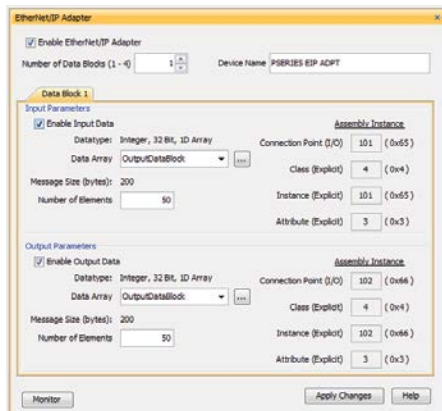 EtherNet/IP Adapter
Enable EtherNet/IP Adapter
Number of Data Blocks (1 - 4) 1 Device Name PSERIES EIP ADPT
Data Block 1
Input Parameters
Enable Input Data Assembly Instance
Datatype: Integer, 32 Bit, 1D Array Connection Point (I/O) 101 (0x65)
Data Array OutputDataBlock ... Class (Explicit) 4 (0x4)
Message Size (bytes): 200 Instance (Explicit) 101 (0x65)
Number of Elements 50 Attribute (Explicit) 3 (0x3)
Output Parameters
Enable Output Data Assembly Instance
Datatype: Integer, 32 Bit, 1D Array Connection Point (I/O) 102 (0x66)
Data Array OutputDataBlock ... Class (Explicit) 4 (0x4)
Message Size (bytes): 200 Instance (Explicit) 102 (0x66)
Number of Elements 50 Attribute (Explicit) 3 (0x3)
Monitor Apply Changes Help